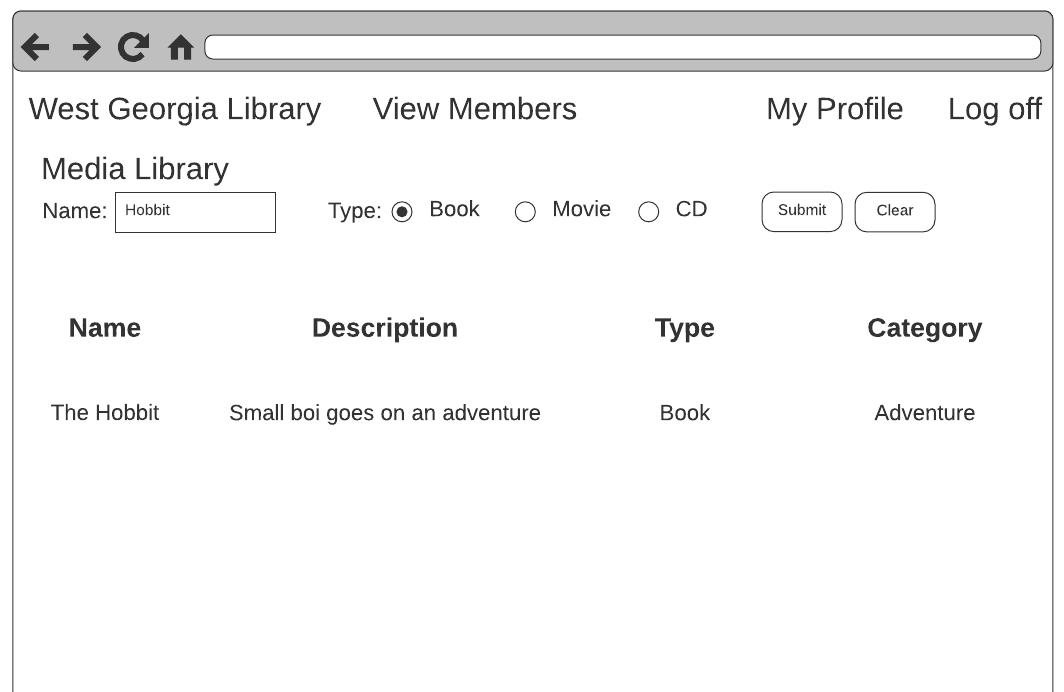 West Georgia Library View Members My Profile Log off
Media Library
Name: Hobbit Type: Book Movie CD Submit Clear
Name Description Type Category
The Hobbit Small boi goes on an adventure Book Adventure